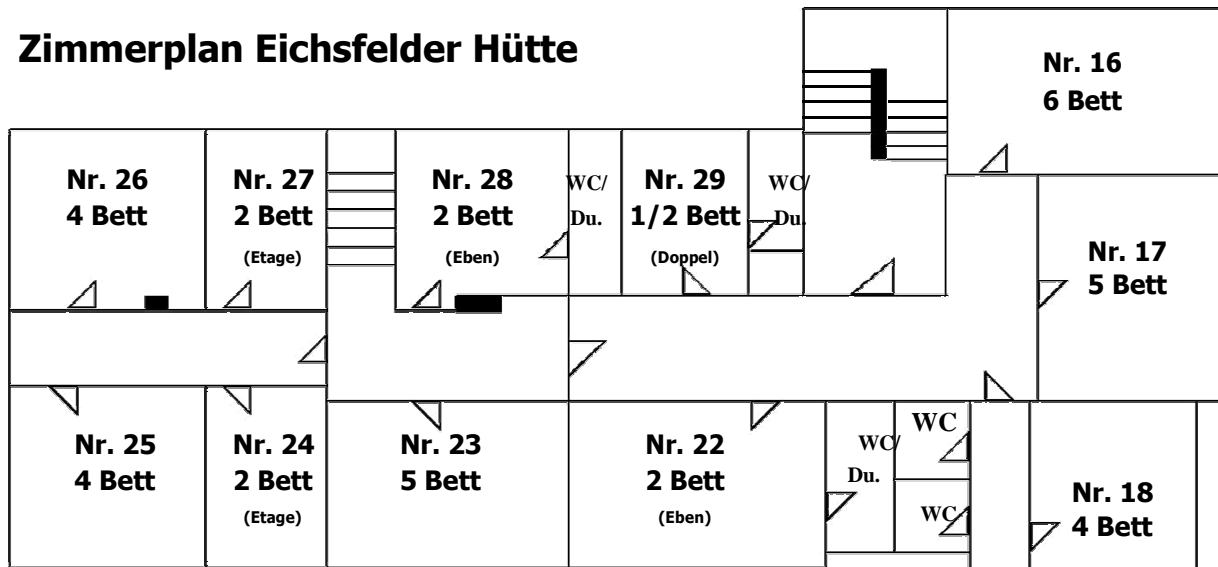 Zimmerplan Eichsfelder Hütte
Nr. 16
6 Bett
Nr. 26
4 Bett
Nr. 27
2 Bett
(Etage)
Nr. 28
2 Bett
(Eben)
WC/
Du.
Nr. 29
1/2 Bett
(Doppel)
WC/
Du.
Nr. 17
5 Bett
Nr. 25
4 Bett
Nr. 24
2 Bett
(Etage)
Nr. 23
5 Bett
Nr. 22
2 Bett
(Eben)
WC/
Du.
WC
WC
Nr. 18
4 Bett